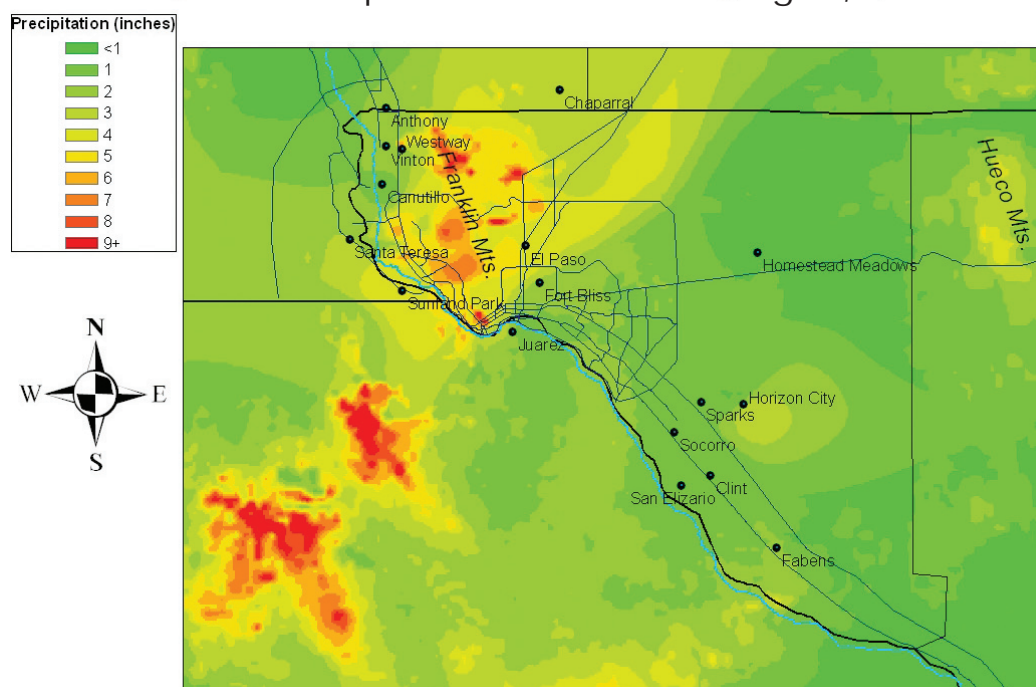 Precipitation (inches)
<1
1
2
3
4
5
6
7
8
9+
N
W E
S
Chaparral
Anthony
Westway
Vinton
Canutillo
Franklin Mts.
Hueco Mts.
Santa Teresa
El Paso
Homestead Meadows
Fort Bliss
Sunland Park
Juarez
Horizon City
Sparks
Socorro
Clint
San Elizario
Fabens